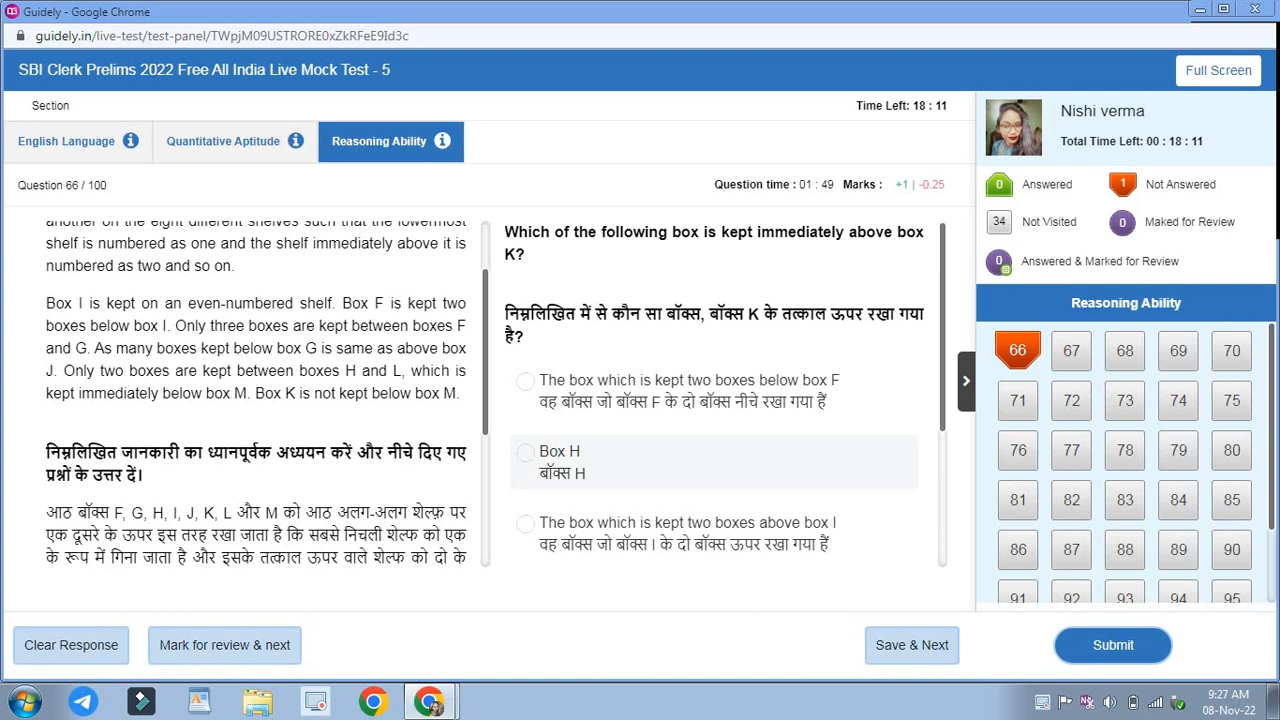 Guidely - Google Chrome
guidely.in/live-test/test-panel/TWpjM09USTRORE0xZkRFeE9Id3c
SBI Clerk Prelims 2022 Free All India Live Mock Test - 5
Full Screen
Section
Time Left: 18 : 11
English Language
Quantitative Aptitude
Reasoning Ability
Question 66 / 100
Question time : 01 : 49 Marks : +1 | -0.25
another on the eight different shelves such that the lowermost
shelf is numbered as one and the shelf immediately above it is
numbered as two and so on.
Box I is kept on an even-numbered shelf. Box F is kept two
boxes below box I. Only three boxes are kept between boxes F
and G. As many boxes kept below box G is same as above box
J. Only two boxes are kept between boxes H and L, which is
kept immediately below box M. Box K is not kept below box M.
निम्नलिखित जानकारी का ध्यानपूर्वक अध्ययन करें और नीचे दिए गए
प्रश्नों के उत्तर दें।
आठ बॉक्स F, G, H, I, J, K, L और M को आठ अलग-अलग शेल्फ़ पर
एक दूसरे के ऊपर इस तरह रखा जाता है कि सबसे निचली शेल्फ को एक
के रूप में गिना जाता है और इसके तत्काल ऊपर वाले शेल्फ को दो के
Which of the following box is kept immediately above box
K?
निम्नलिखित में से कौन सा बॉक्स, बॉक्स K के तत्काल ऊपर रखा गया
है?
The box which is kept two boxes below box F
वह बॉक्स जो बॉक्स F के दो बॉक्स नीचे रखा गया हैं
Box H
बॉक्स H
The box which is kept two boxes above box I
वह बॉक्स जो बॉक्स I के दो बॉक्स ऊपर रखा गया हैं
Nishi verma
Total Time Left: 00 : 18 : 11
0 Answered
1 Not Answered
34 Not Visited
0 Maked for Review
0 Answered & Marked for Review
Reasoning Ability
66 67 68 69 70
71 72 73 74 75
76 77 78 79 80
81 82 83 84 85
86 87 88 89 90
91 92 93 94 95
Clear Response
Mark for review & next
Save & Next
Submit
9:27 AM
08-Nov-22